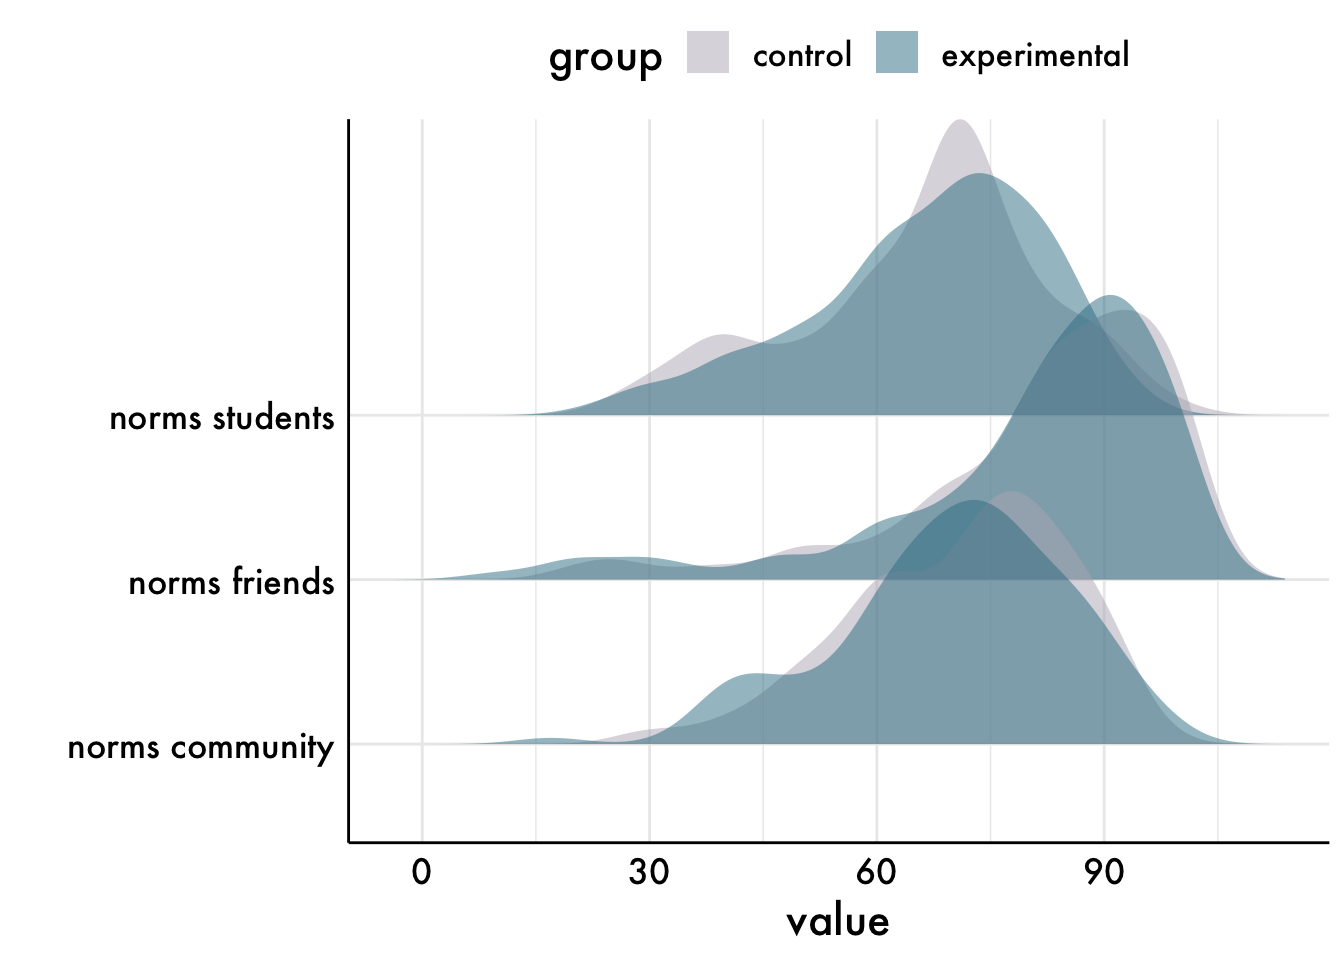 group control experimental
norms students
norms friends
norms community
0 30 60 90
value